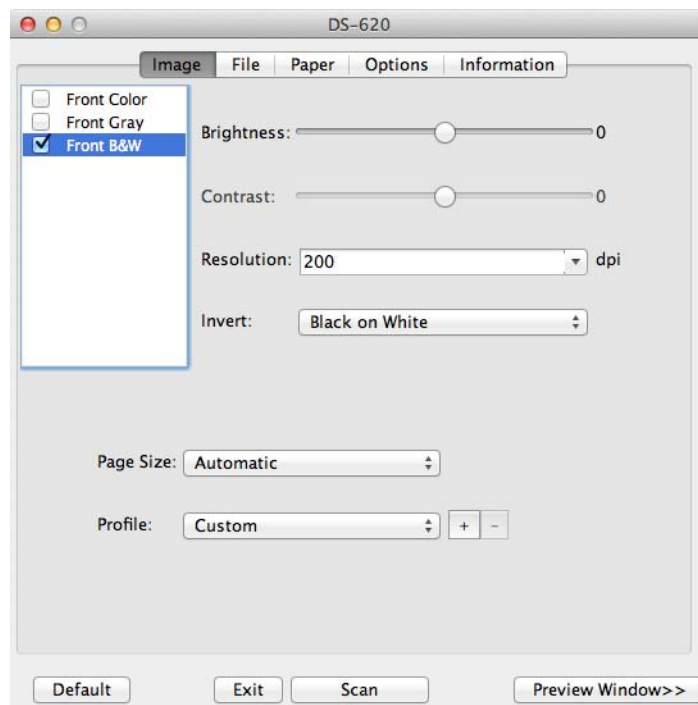 DS-620
Image File Paper Options Information
Front Color
Front Gray
Front B&W
Brightness: 0
Contrast: 0
Resolution: 200 dpi
Invert: Black on White
Page Size: Automatic
Profile: Custom + -
Default Exit Scan Preview Window>>